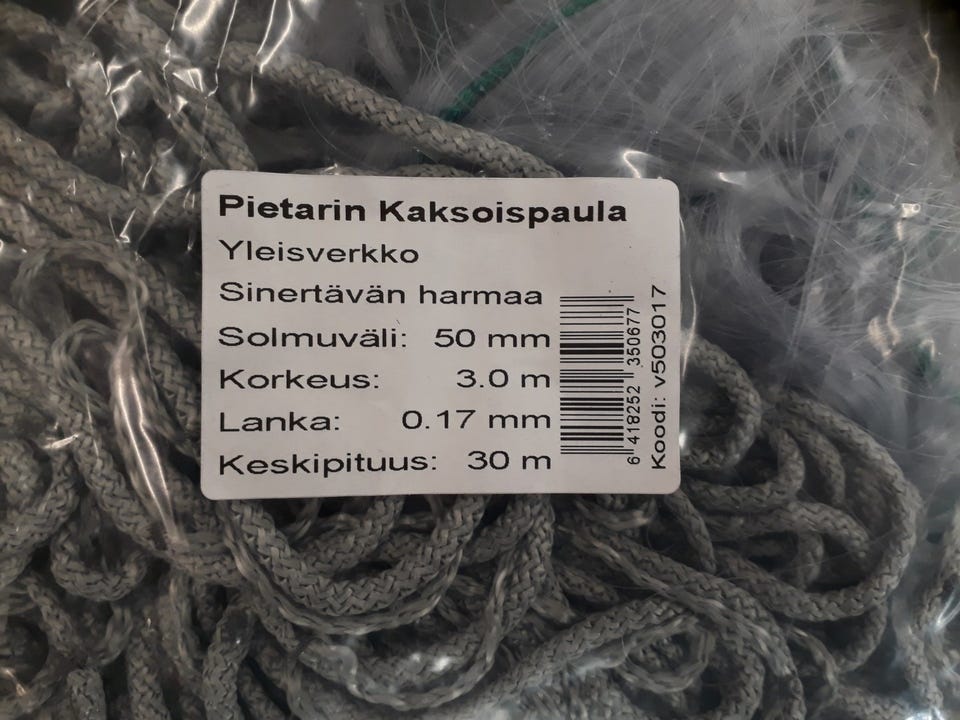 Pietarin Kaksoispaula
Yleisverkko
Sinertävän harmaa
Solmuväli: 50 mm
Korkeus: 3.0 m
Lanka: 0.17 mm
Keskipituus: 30 m
6 418252 350677
Koodi: v503017